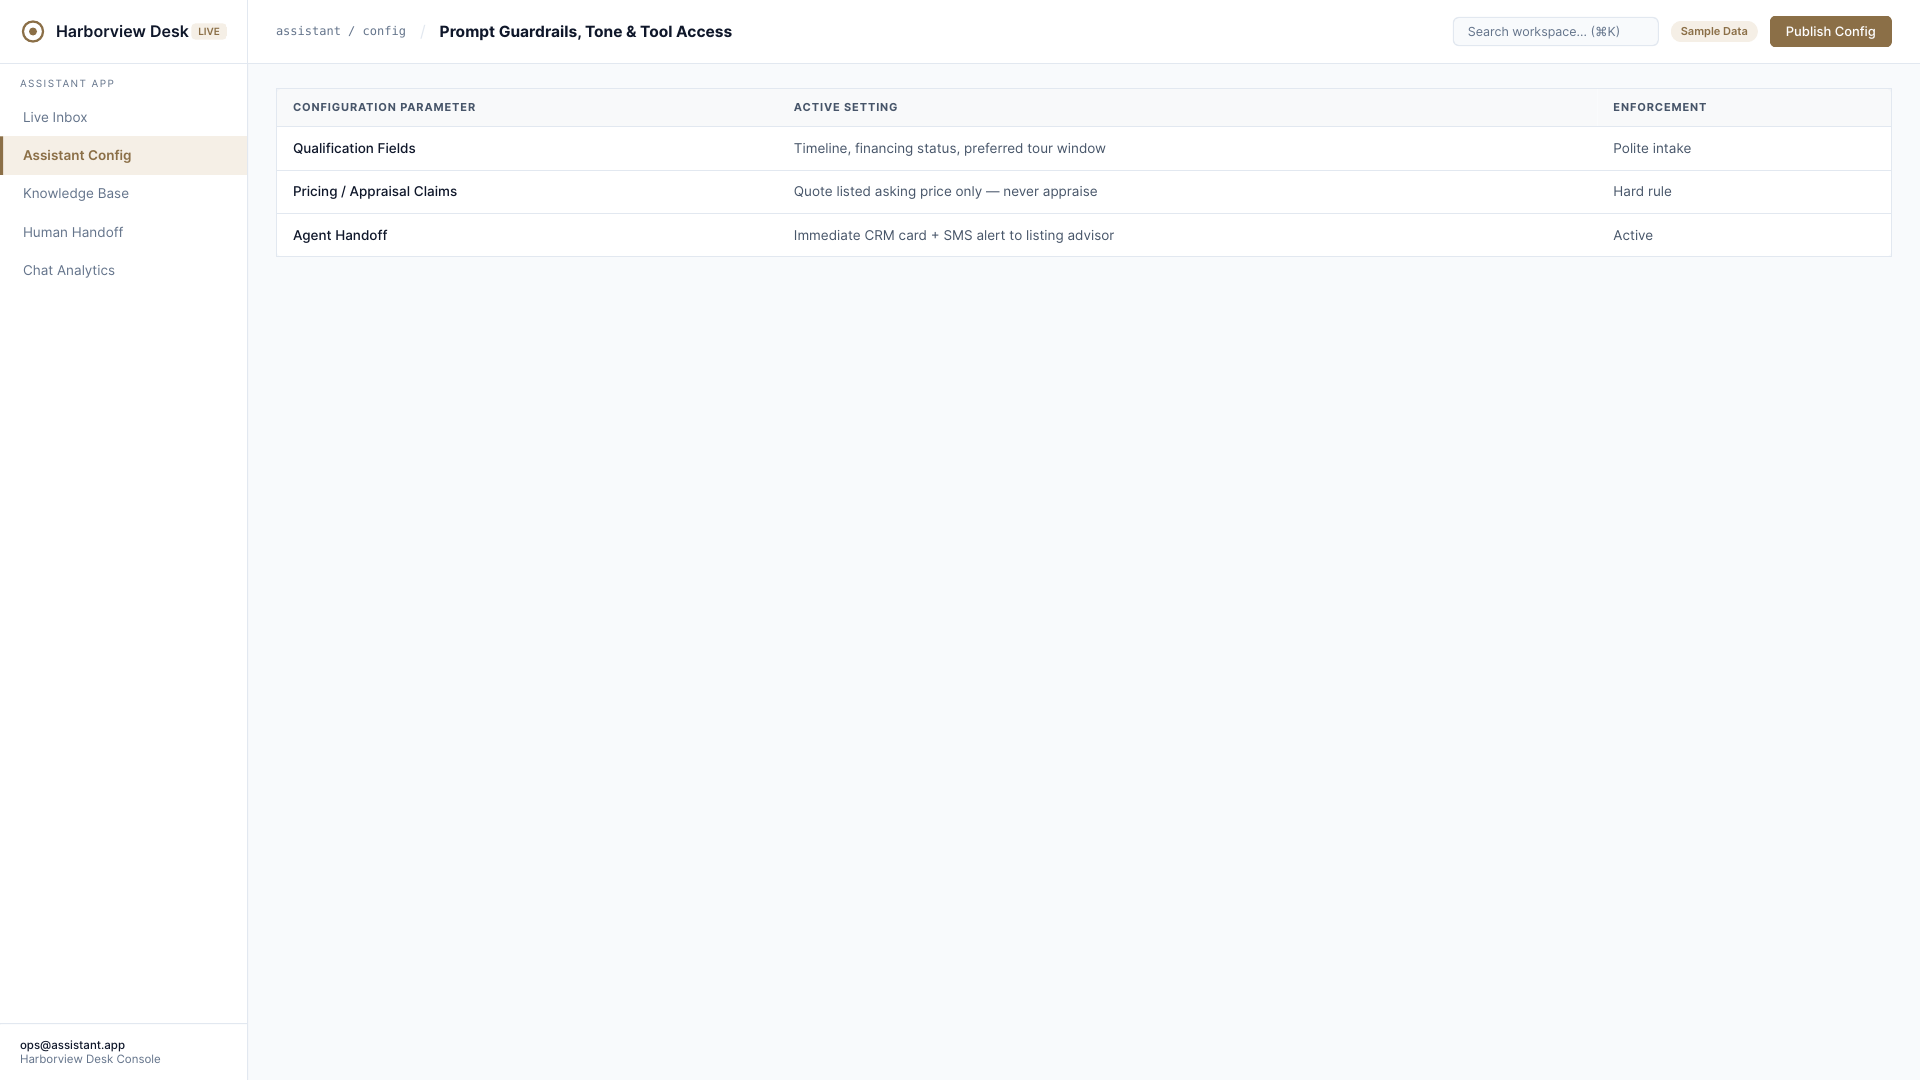 Harborview Desk LIVE
assistant / config / Prompt Guardrails, Tone & Tool Access
Search workspace... (⌘K)
Sample Data
Publish Config
ASSISTANT APP
Live Inbox
Assistant Config
Knowledge Base
Human Handoff
Chat Analytics
CONFIGURATION PARAMETER ACTIVE SETTING ENFORCEMENT
Qualification Fields Timeline, financing status, preferred tour window Polite intake
Pricing / Appraisal Claims Quote listed asking price only — never appraise Hard rule
Agent Handoff Immediate CRM card + SMS alert to listing advisor Active
ops@assistant.app
Harborview Desk Console